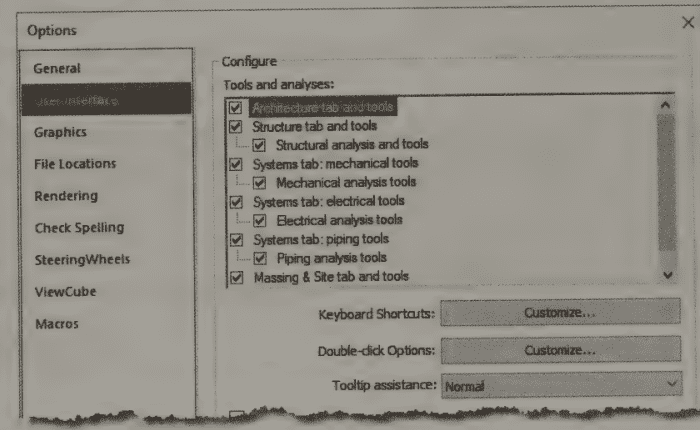 Options
General
User Interface
Graphics
File Locations
Rendering
Check Spelling
SteeringWheels
ViewCube
Macros
Configure
Tools and analyses:
Architecture tab and tools
Structure tab and tools
Structural analysis and tools
Systems tab: mechanical tools
Mechanical analysis tools
Systems tab: electrical tools
Electrical analysis tools
Systems tab: piping tools
Piping analysis tools
Massing & Site tab and tools
Keyboard Shortcuts: Customize...
Double-click Options: Customize...
Tooltip assistance: Normal